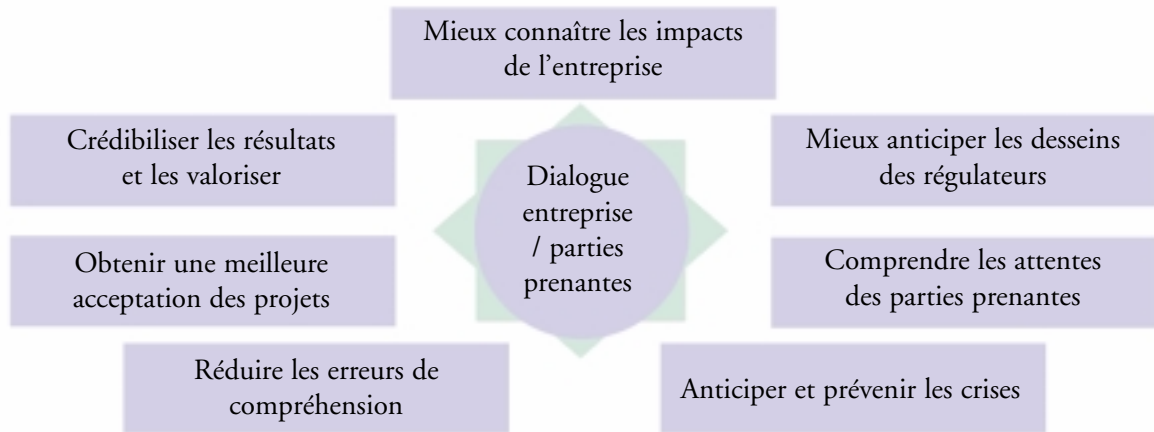 Mieux connaître les impacts
de l’entreprise
Crédibiliser les résultats
et les valoriser
Mieux anticiper les desseins
des régulateurs
Dialogue
entreprise
/ parties
prenantes
Obtenir une meilleure
acceptation des projets
Comprendre les attentes
des parties prenantes
Réduire les erreurs de
compréhension
Anticiper et prévenir les crises